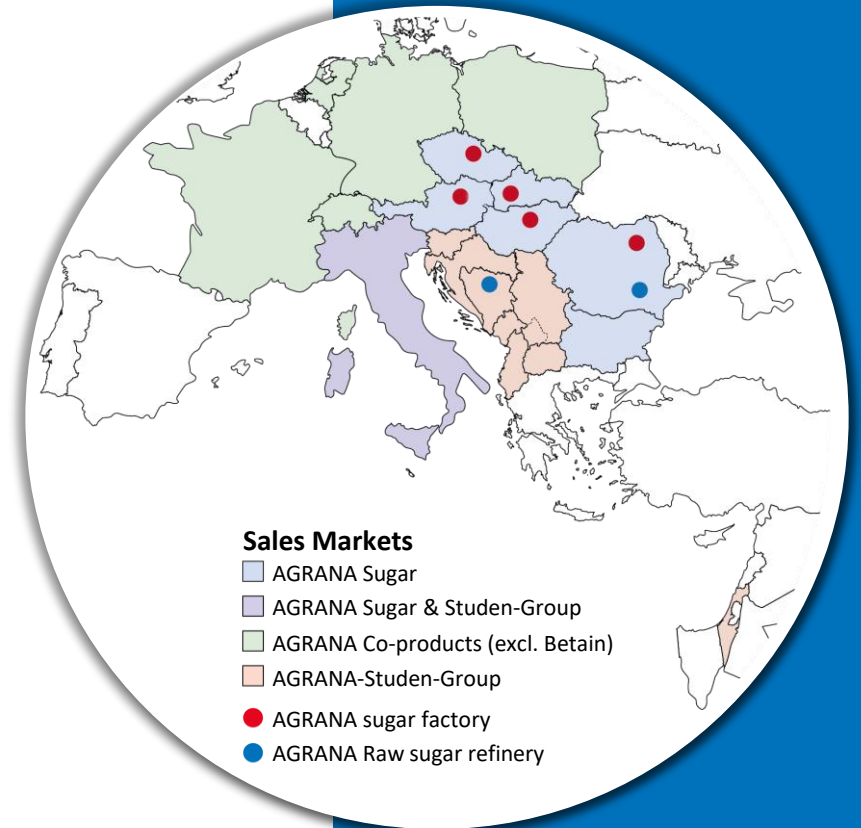 Sales Markets
AGRANA Sugar
AGRANA Sugar & Studen-Group
AGRANA Co-products (excl. Betain)
AGRANA-Studen-Group
AGRANA sugar factory
AGRANA Raw sugar refinery